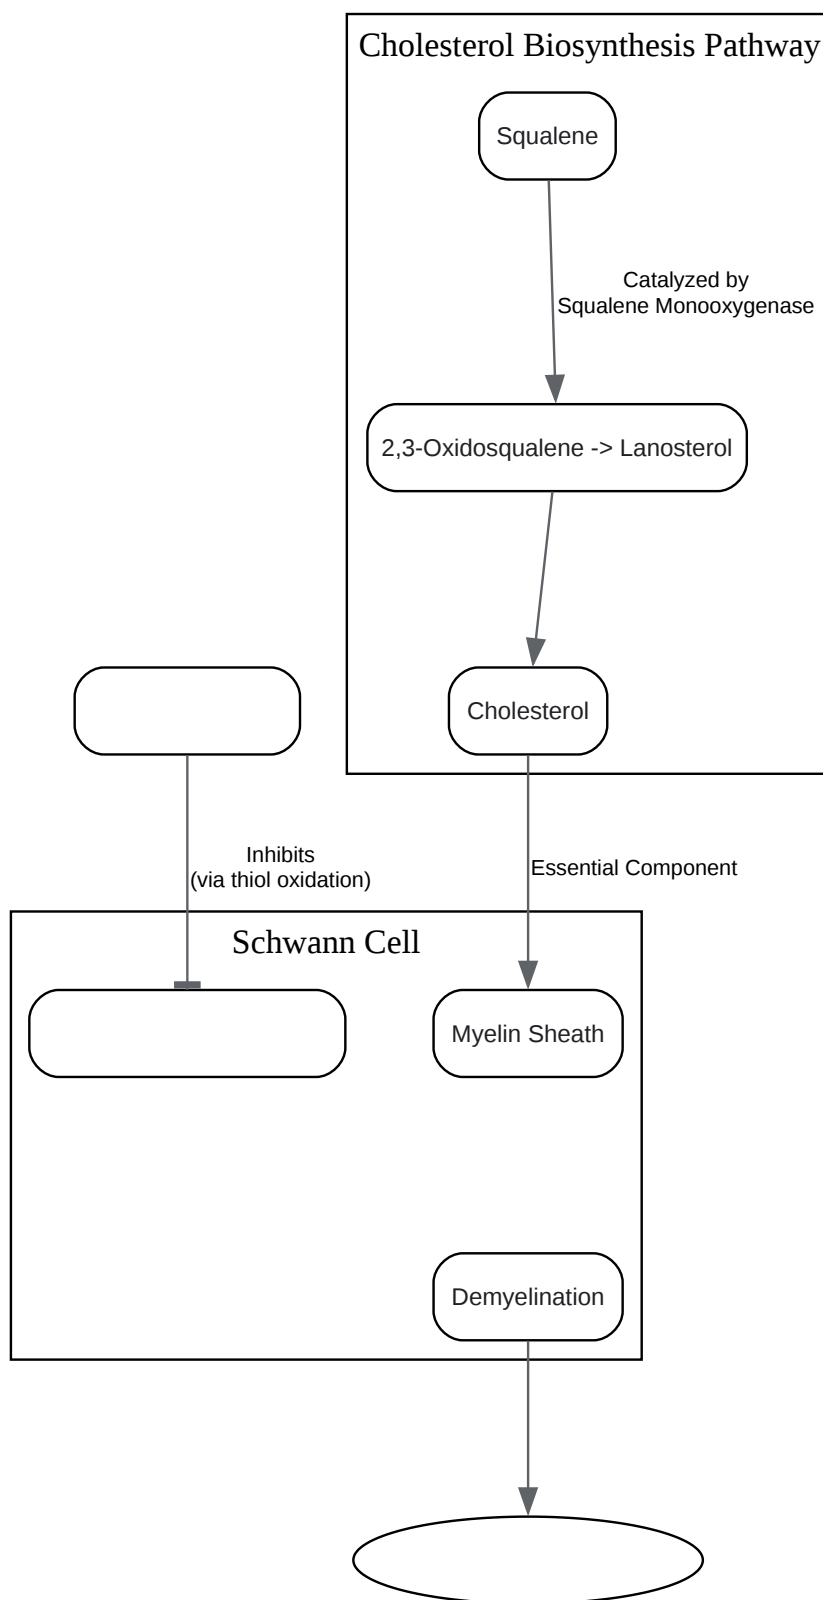 Cholesterol Biosynthesis Pathway
Squalene
Catalyzed by
Squalene Monooxygenase
2,3-Oxidosqualene -> Lanosterol
Cholesterol
Inhibits
(via thiol oxidation)
Essential Component
Schwann Cell
Myelin Sheath
Demyelination